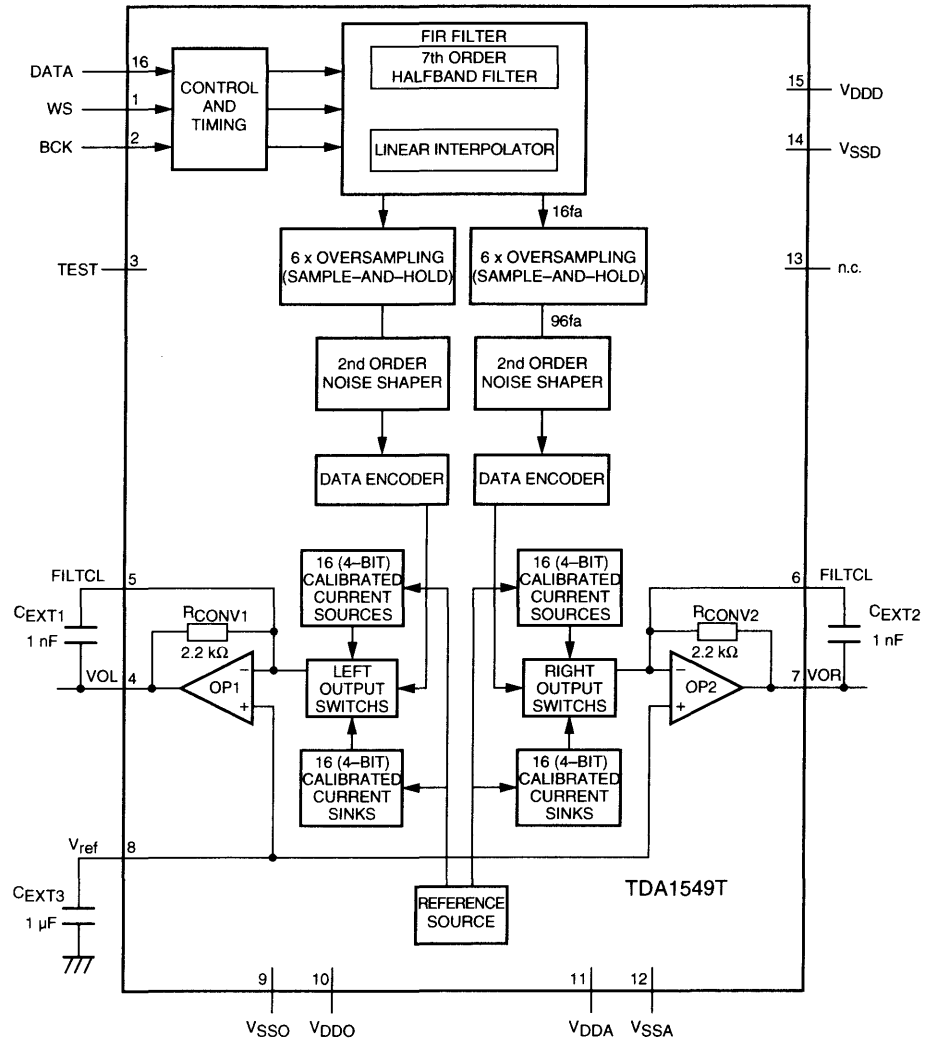 FIR FILTER
7th ORDER
HALFBAND FILTER
LINEAR INTERPOLATOR
DATA 16
WS 1
BCK 2
CONTROL
AND
TIMING
15 VDDD
14 VSSD
TEST 3
13 n.c.
16fa
6 x OVERSAMPLING
(SAMPLE–AND–HOLD)
6 x OVERSAMPLING
(SAMPLE–AND–HOLD)
96fa
2nd ORDER
NOISE SHAPER
2nd ORDER
NOISE SHAPER
DATA ENCODER
DATA ENCODER
16 (4–BIT)
CALIBRATED
CURRENT
SOURCES
16 (4–BIT)
CALIBRATED
CURRENT
SOURCES
FILTCL 5
6 FILTCL
CEXT1
1 nF
RCONV1
2.2 kΩ
RCONV2
2.2 kΩ
CEXT2
1 nF
VOL 4
OP1
–
+
LEFT
OUTPUT
SWITCHS
RIGHT
OUTPUT
SWITCHS
–
+
OP2
7 VOR
16 (4–BIT)
CALIBRATED
CURRENT
SINKS
16 (4–BIT)
CALIBRATED
CURRENT
SINKS
Vref 8
CEXT3
1 µF
REFERENCE
SOURCE
TDA1549T
9 10 11 12
VSSO VDDO VDDA VSSA